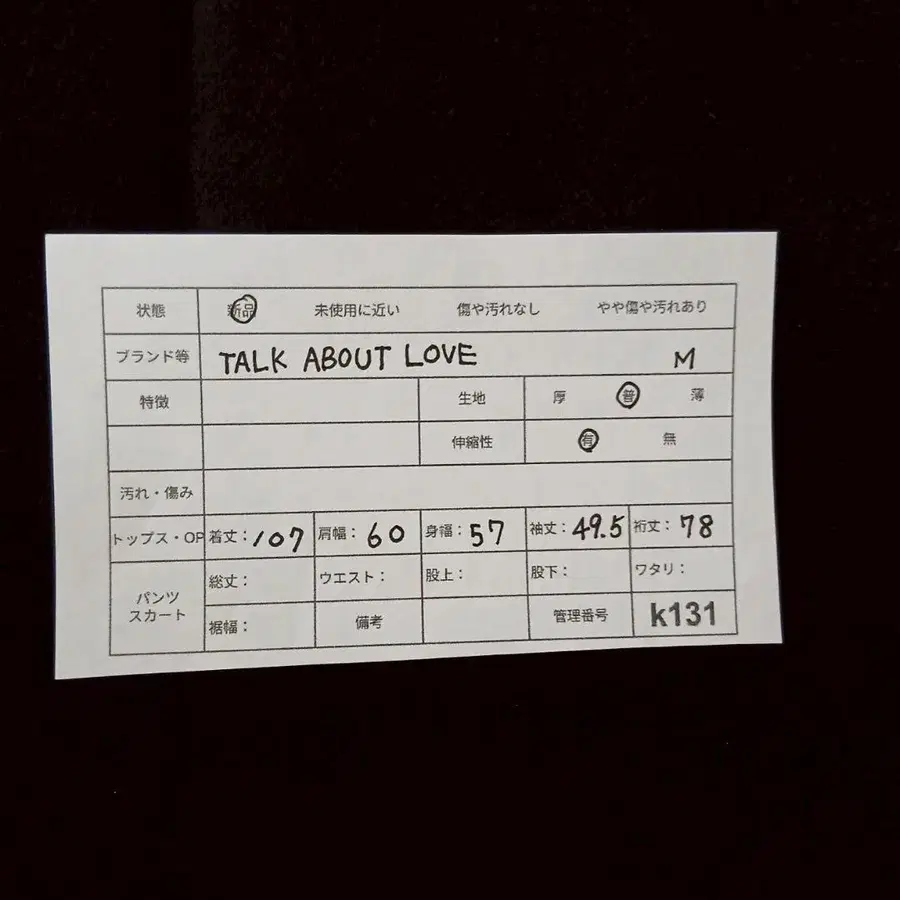 状態 新品 未使用に近い 傷や汚れなし やや傷や汚れあり
ブランド等 TALK ABOUT LOVE M
特徴 生地 厚 普 薄
伸縮性 有 無
汚れ・傷み
トップス・OP 着丈：107 肩幅：60 身幅：57 袖丈：49.5 裄丈：78
パンツ スカート 総丈： ウエスト： 股上： 股下： ワタリ：
裾幅： 備考 管理番号 k131